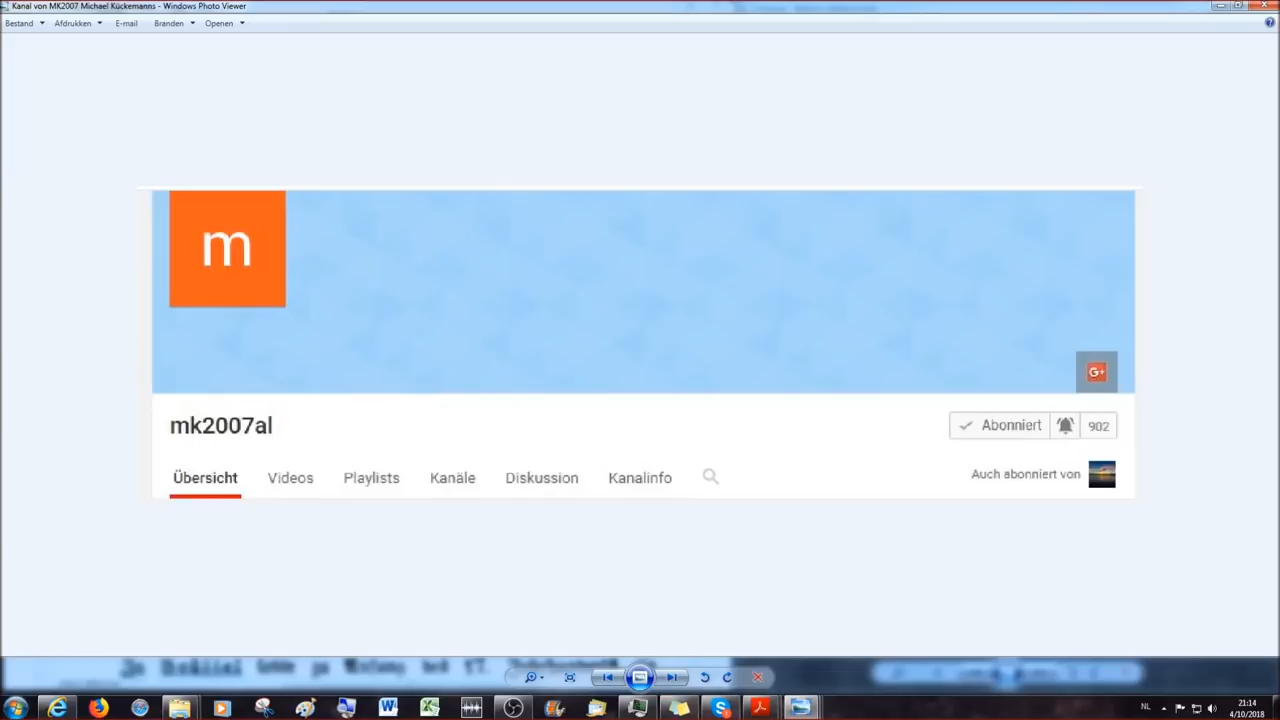 Kanal von MK2007 Michael Kückemanns - Windows Photo Viewer
Bestand Afdrukken E-mail Branden Openen
m
G+
mk2007al
Abonniert 902
Übersicht Videos Playlists Kanäle Diskussion Kanalinfo
Auch abonniert von
NL
21:14
4/10/2018